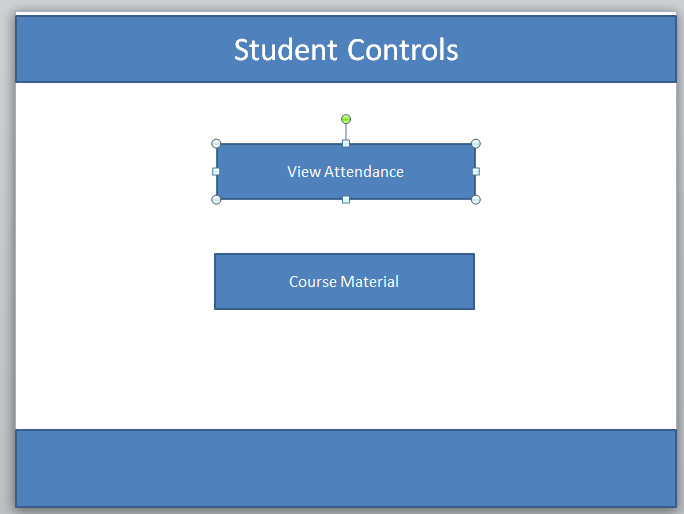 Student Controls
View Attendance
Course Material